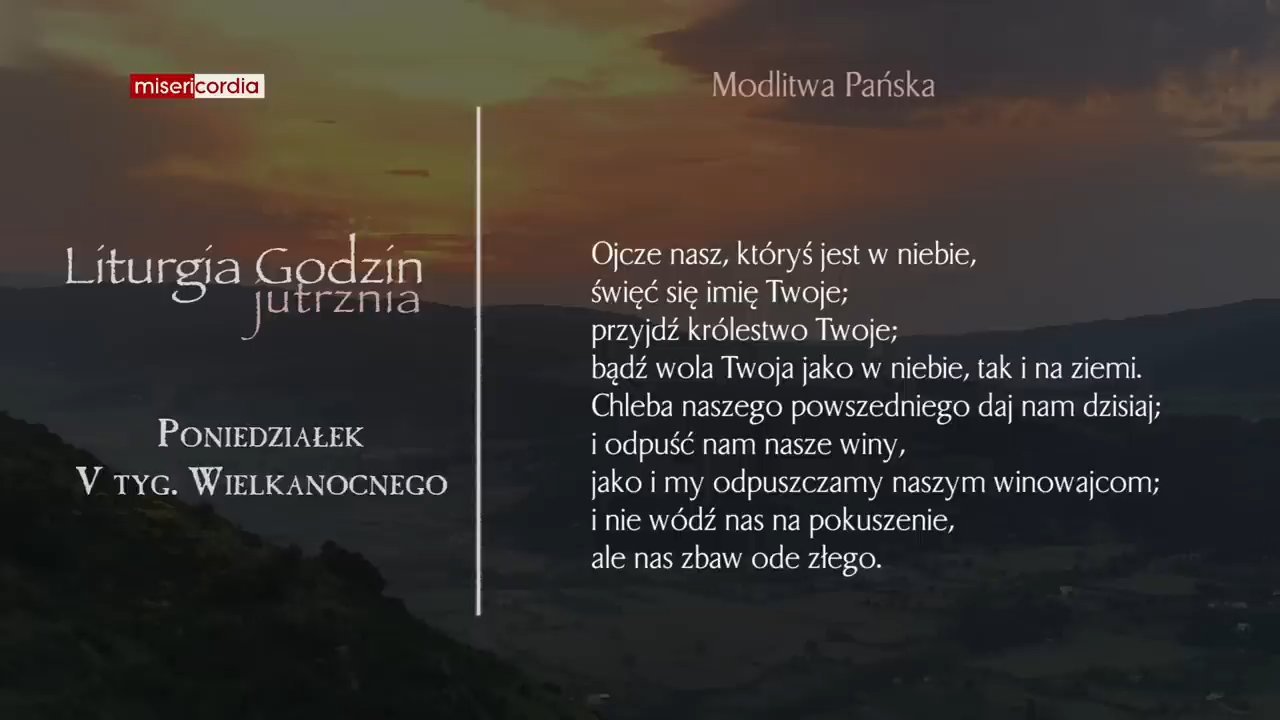 misericordia
Modlitwa Pańska
Liturgia Godzin
jutrznia
Poniedziałek
V tyg. Wielkanocnego
Ojcze nasz, któryś jest w niebie,
święć się imię Twoje;
przyjdź królestwo Twoje;
bądź wola Twoja jako w niebie, tak i na ziemi.
Chleba naszego powszedniego daj nam dzisiaj;
i odpuść nam nasze winy,
jako i my odpuszczamy naszym winowajcom;
i nie wódź nas na pokuszenie,
ale nas zbaw ode złego.